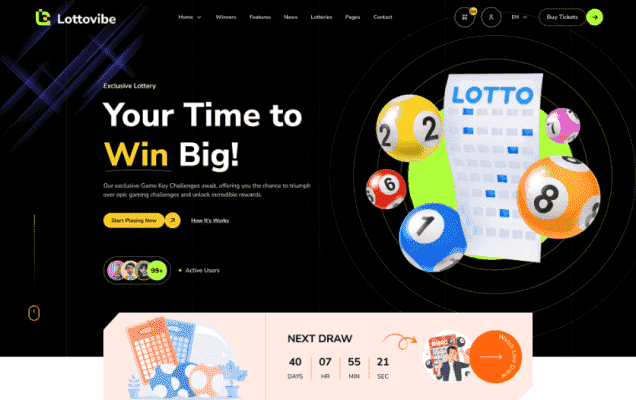 Lottovibe
Home Winners Features News Lotteries Pages Contact
EN
Buy Tickets
Exclusive Lottery
Your Time to
Win Big!
Our exclusive Game Key Challenges await, offering you the chance to triumph
over epic gaming challenges and unlock incredible rewards.
Start Playing Now
How It's Works
99+
Active Users
LOTTO
2
2
6
1
8
NEXT DRAW
40 07 55 21
DAYS HR MIN SEC
Watch Live Draw